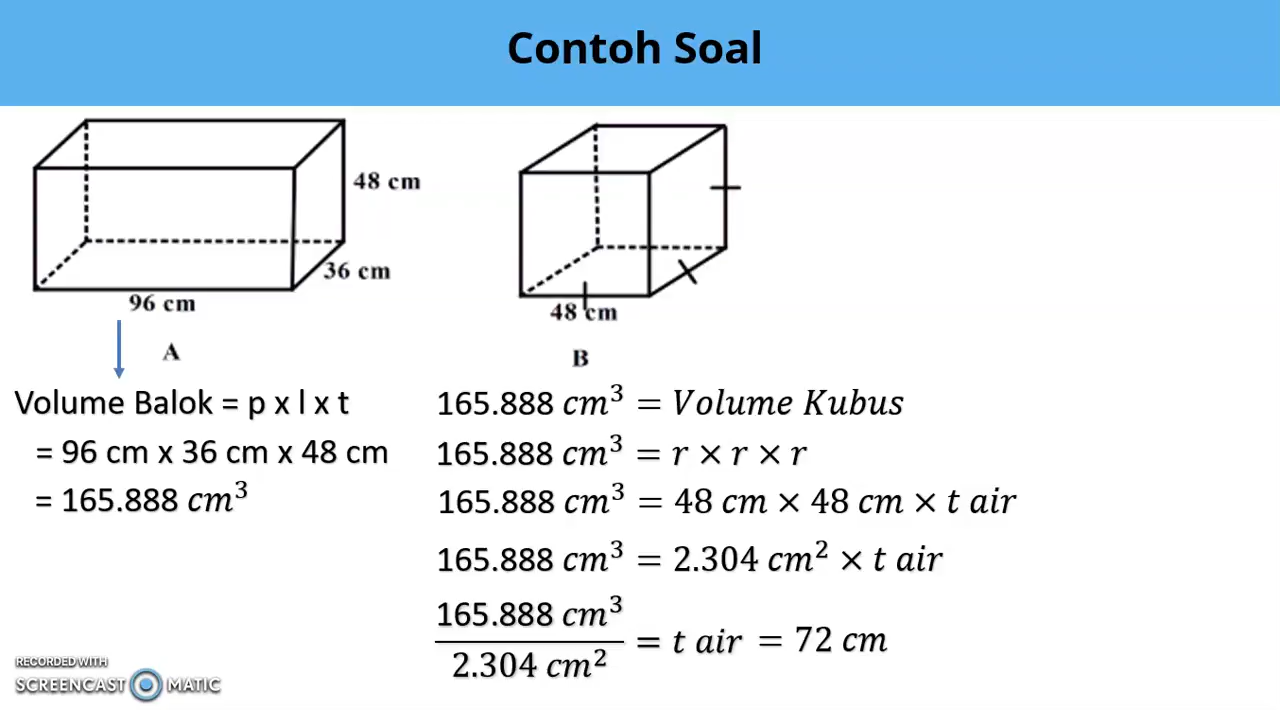 Contoh Soal
48 cm
36 cm
96 cm
A
48 cm
B
Volume Balok = p x l x t
= 96 cm x 36 cm x 48 cm
= 165.888 cm³
165.888 cm³ = Volume Kubus
165.888 cm³ = r × r × r
165.888 cm³ = 48 cm × 48 cm × t air
165.888 cm³ = 2.304 cm² × t air
165.888 cm³ / 2.304 cm² = t air = 72 cm
RECORDED WITH
SCREENCAST MATIC